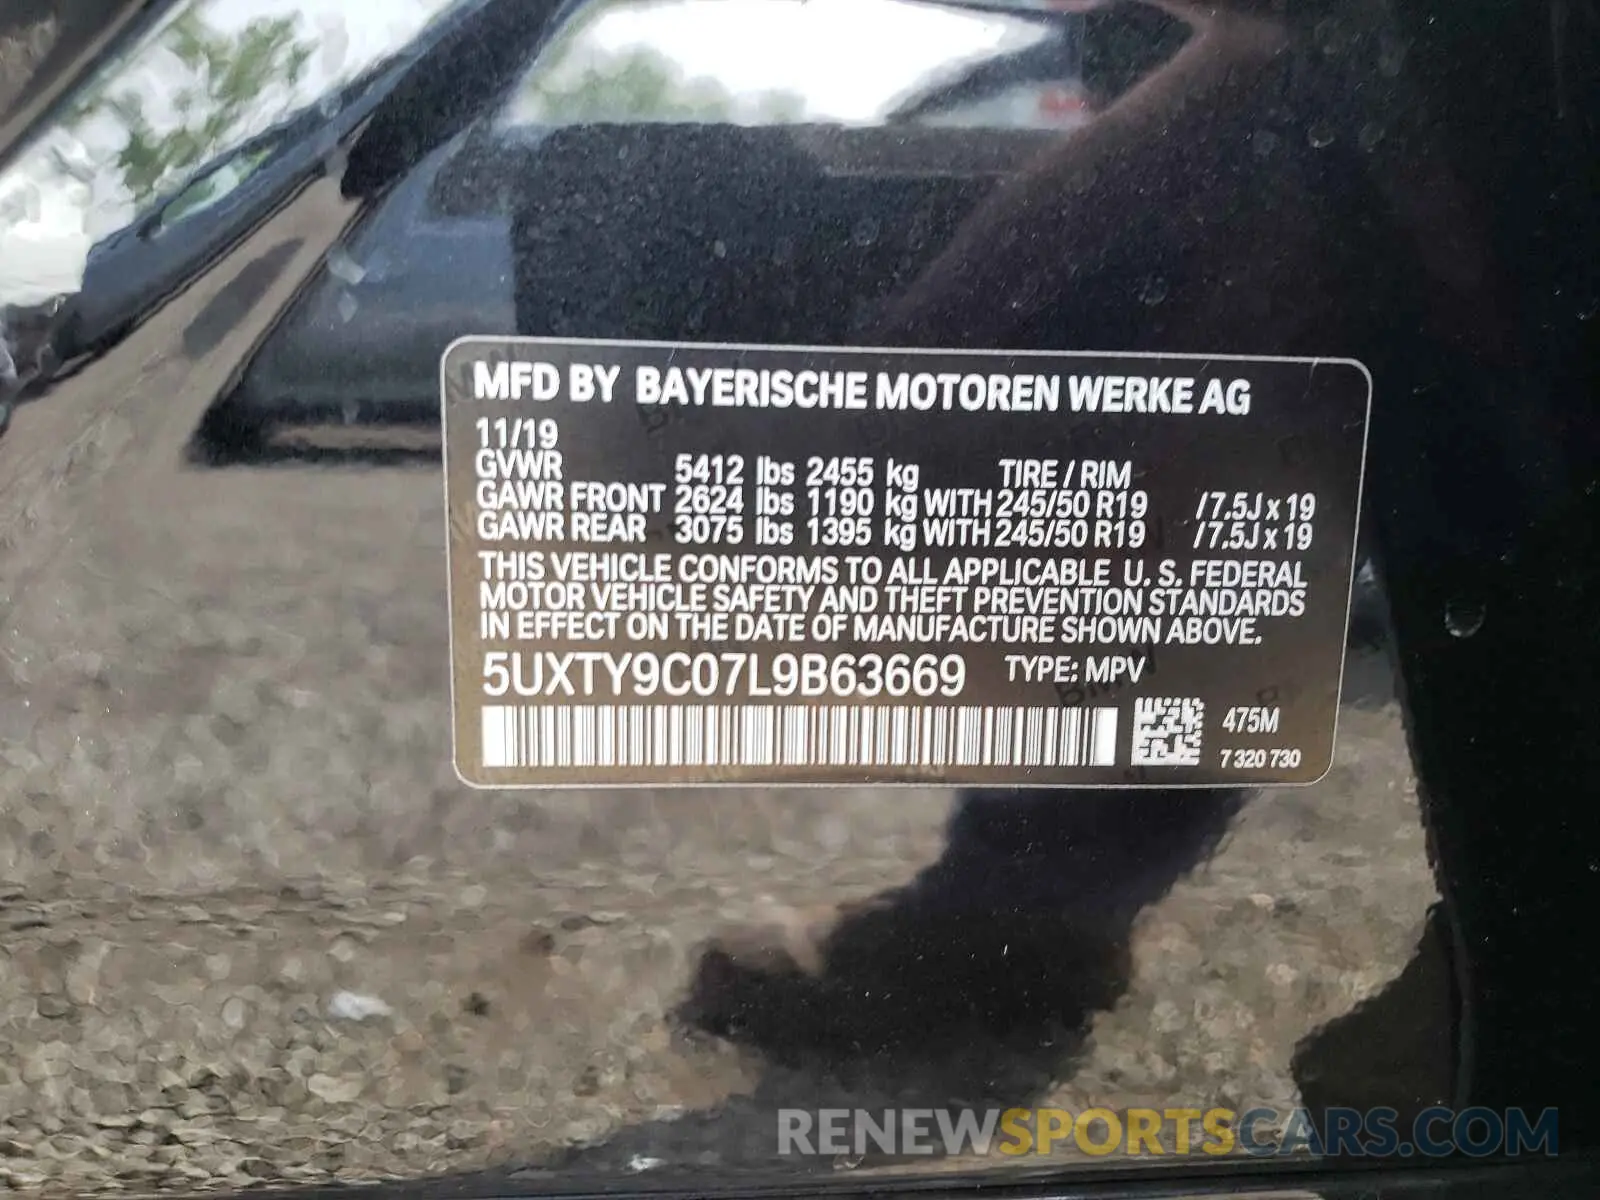 MFD BY BAYERISCHE MOTOREN WERKE AG
11/19
GVWR 5412 lbs 2455 kg TIRE / RIM
GAWR FRONT 2624 lbs 1190 kg WITH 245/50 R19 /7.5J x 19
GAWR REAR 3075 lbs 1395 kg WITH 245/50 R19 /7.5J x 19
THIS VEHICLE CONFORMS TO ALL APPLICABLE U. S. FEDERAL
MOTOR VEHICLE SAFETY AND THEFT PREVENTION STANDARDS
IN EFFECT ON THE DATE OF MANUFACTURE SHOWN ABOVE.
5UXTY9C07L9B63669 TYPE: MPV
475M
7 320 730
RENEWSPORTSCARS.COM